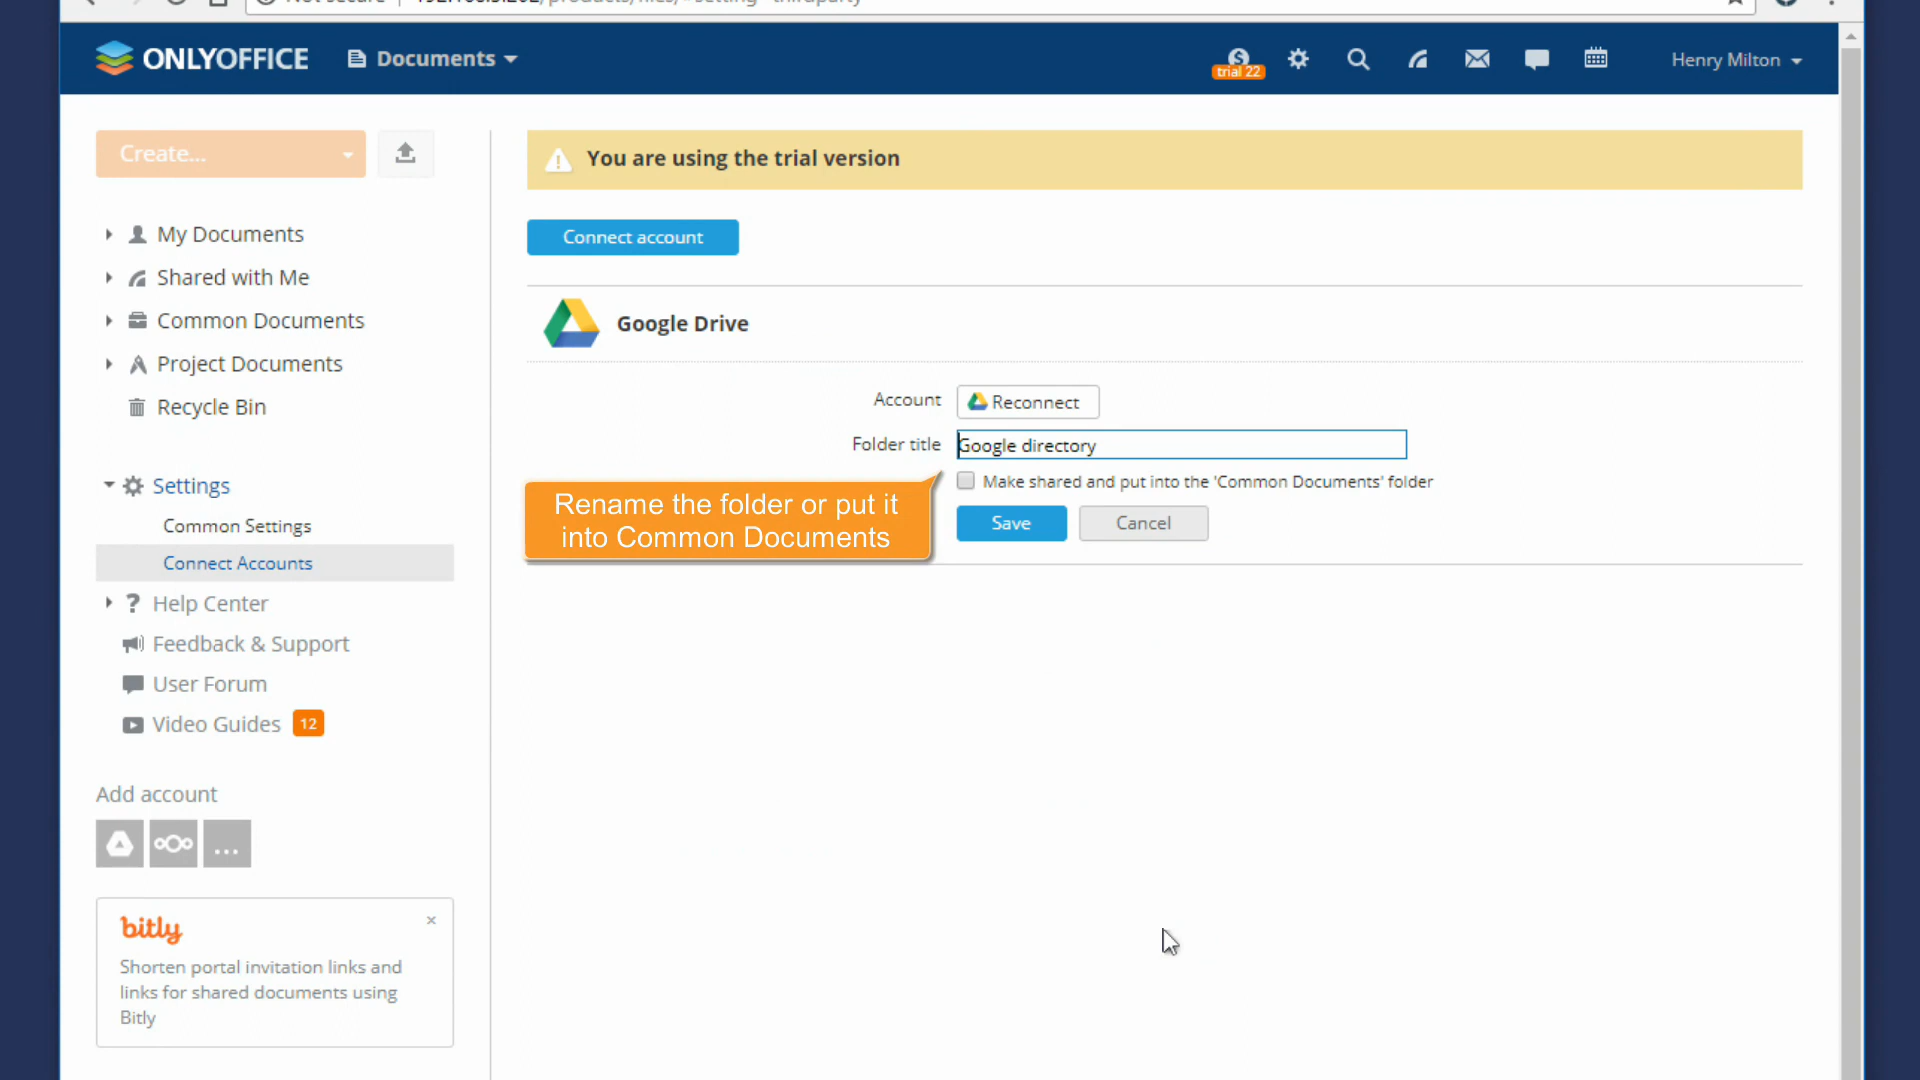 ONLYOFFICE
Documents
trial 22
Henry Milton
Create...
You are using the trial version
Connect account
My Documents
Shared with Me
Common Documents
Project Documents
Recycle Bin
Settings
Common Settings
Connect Accounts
Help Center
Feedback & Support
User Forum
Video Guides 12
Add account
...
bitly
×
Shorten portal invitation links and
links for shared documents using
Bitly
Google Drive
Account
Reconnect
Folder title
Google directory
Make shared and put into the 'Common Documents' folder
Save
Cancel
Rename the folder or put it
into Common Documents